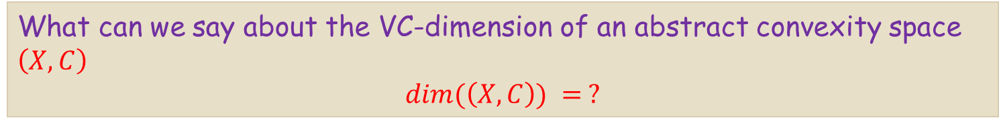 What can we say about the VC-dimension of an abstract convexity space
(X, C)
dim((X, C)) = ?